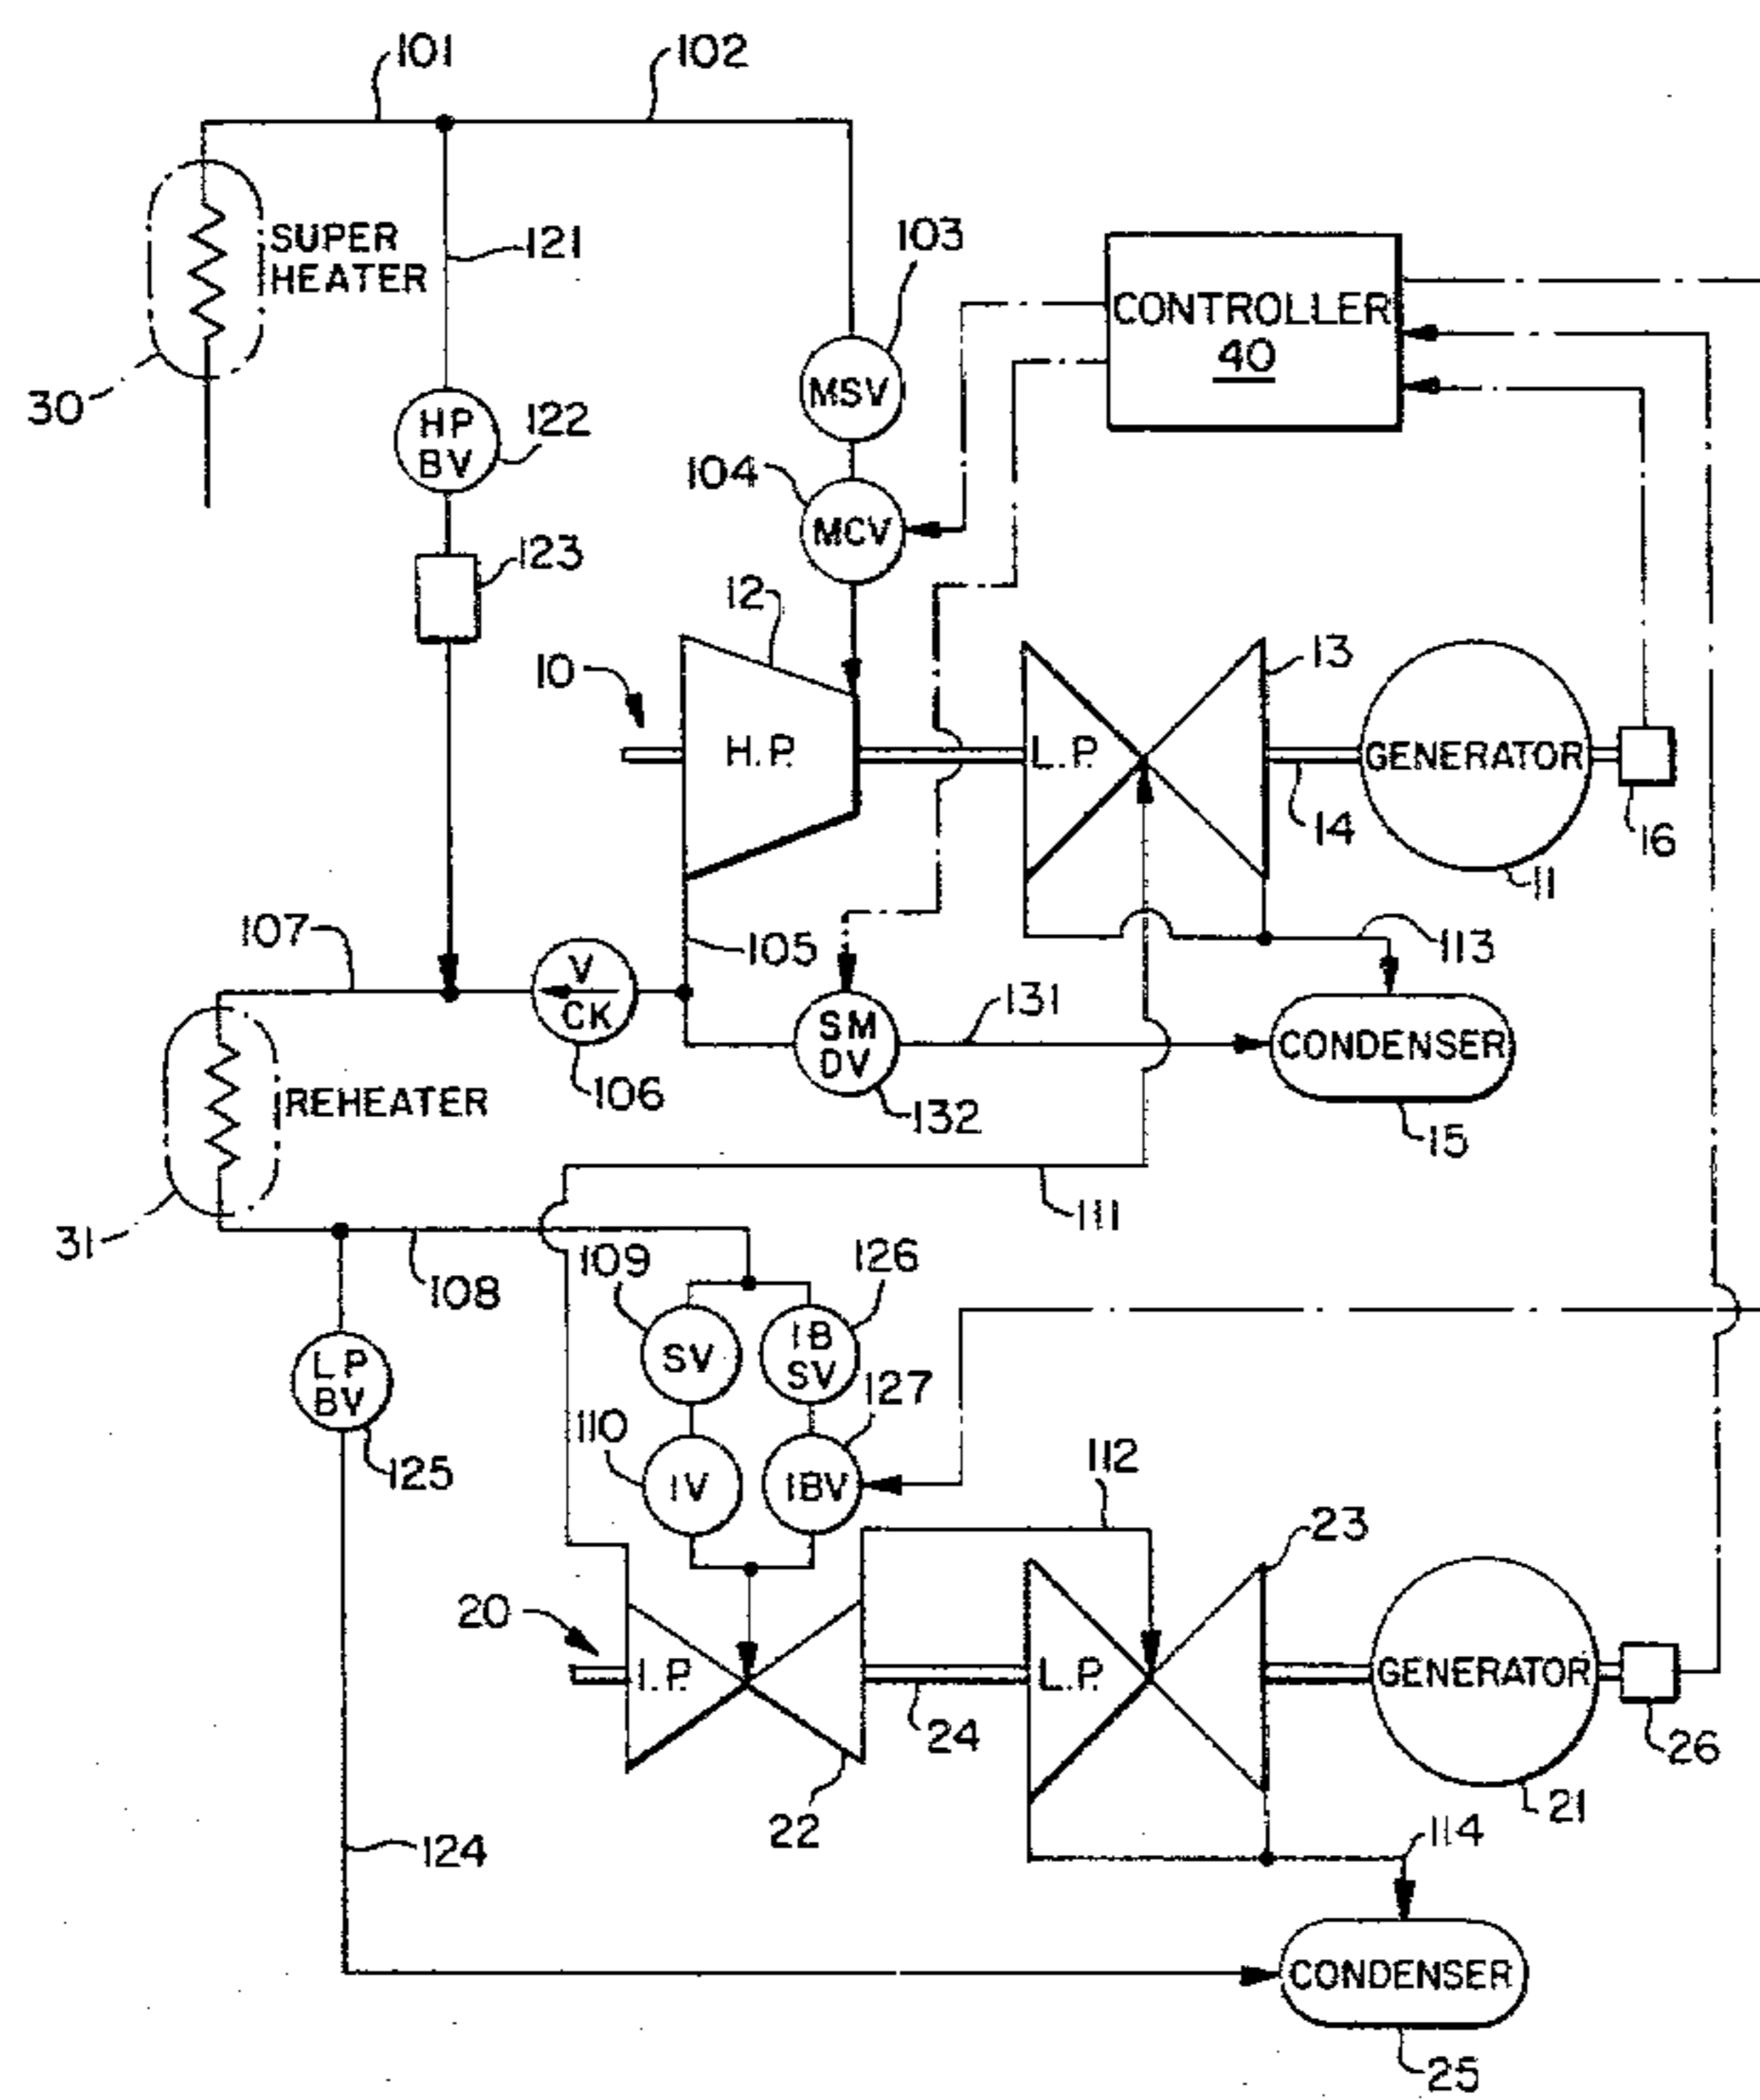 101
102
SUPER
HEATER
30
121
103
MSV
HP
BV
122
104
MCV
123
CONTROLLER
40
12
10
H.P.
L.P.
13
14
GENERATOR
16
11
107
105
113
V
CK
106
SM
DV
132
131
CONDENSER
15
REHEATER
31
111
108
109
126
SV
IB
SV
LP
BV
125
127
110
IV
IBV
112
23
20
I.P.
24
L.P.
GENERATOR
26
22
21
124
114
CONDENSER
25